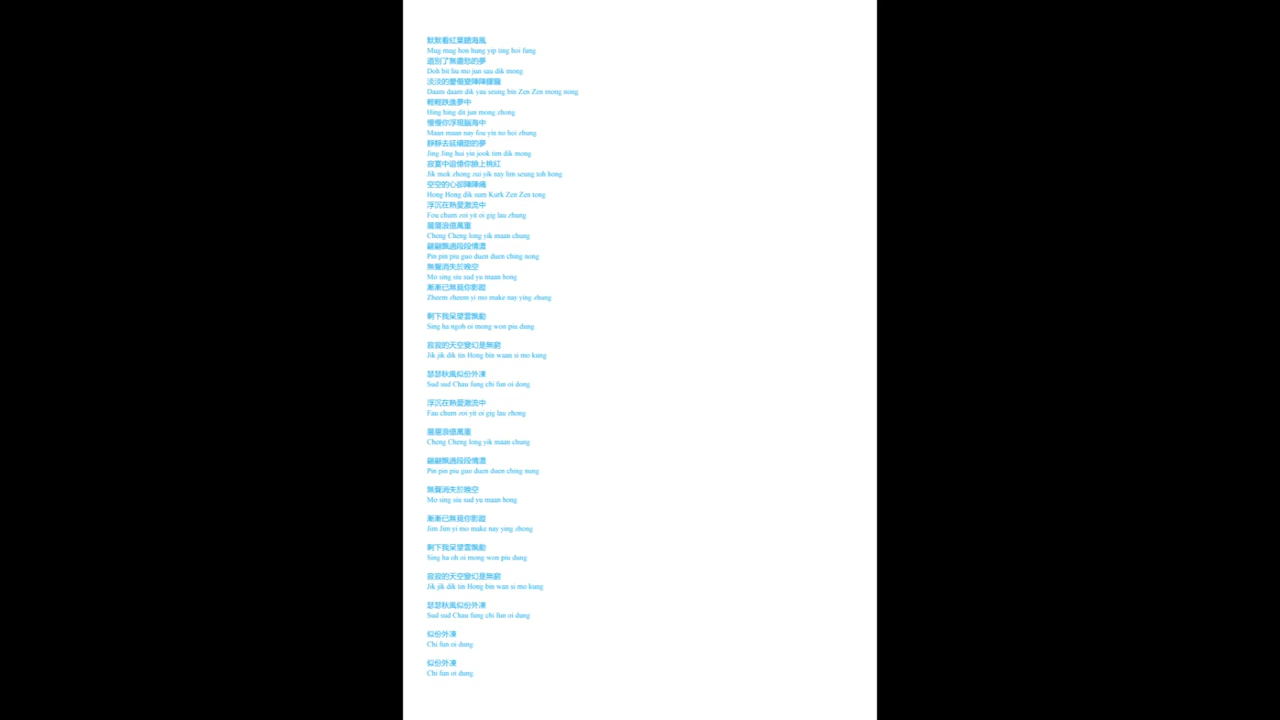 默默看紅葉聽海風
Mug mug hon hung yip ting hoi fung
道別了無盡愁的夢
Doh bit liu mo jun sau dik mong
淡淡的憂傷變陣陣朦朧
Daam daam dik yau seung bin Zen Zen mong nong
輕輕跌進夢中
Hing hing dit jun mong zhong
慢慢你浮現腦海中
Maan maan nay fou yin no hoi zhung
靜靜去延續甜的夢
Jing Jing hui yin jook tim dik mong
寂寞中追憶你臉上桃紅
Jik mok zhong zui yik nay lim seung toh hong
空空的心卻陣陣痛
Hong Hong dik sum Kurk Zen Zen tong
浮沉在熱愛激流中
Fou chum zoi yit oi gig lau zhung
層層浪億萬重
Cheng Cheng long yik maan chung
翩翩飄過段段情濃
Pin pin piu guo duen duen ching nong
無聲消失於晚空
Mo sing siu sud yu maan hong
漸漸已無覓你影蹤
Zheem zheem yi mo make nay ying zhung
剩下我呆望雲飄動
Sing ha ngoh oi mong won piu dung
寂寂的天空變幻是無窮
Jik jik dik tin Hong bin waan si mo kung
瑟瑟秋風似份外凍
Sud sud Chau fung chi fun oi dong
浮沉在熱愛激流中
Fau chum zoi yit oi gig lau zhong
層層浪億萬重
Cheng Cheng long yik maan chung
翩翩飄過段段情濃
Pin pin piu guo duen duen ching nung
無聲消失於晚空
Mo sing siu sud yu maan hong
漸漸已無覓你影蹤
Jim Jim yi mo make nay ying zhong
剩下我呆望雲飄動
Sing ha oh oi mong won piu dung
寂寂的天空變幻是無窮
Jik jik dik tin Hong bin wan si mo kung
瑟瑟秋風似份外凍
Sud sud Chau fung chi fun oi dung
似份外凍
Chi fun oi dung
似份外凍
Chi fun oi dung